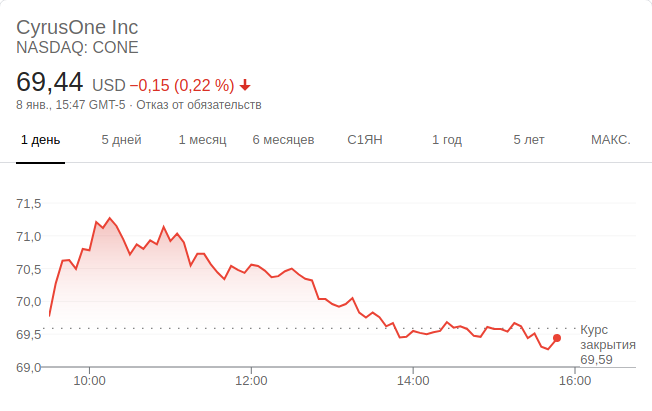 CyrusOne Inc
NASDAQ: CONE
69,44 USD −0,15 (0,22 %)
8 янв., 15:47 GMT-5 · Отказ от обязательств
1 день 5 дней 1 месяц 6 месяцев С1ЯН 1 год 5 лет МАКС.
71,5
71,0
70,5
70,0
69,5
69,0
Курс
закрытия
69,59
10:00 12:00 14:00 16:00